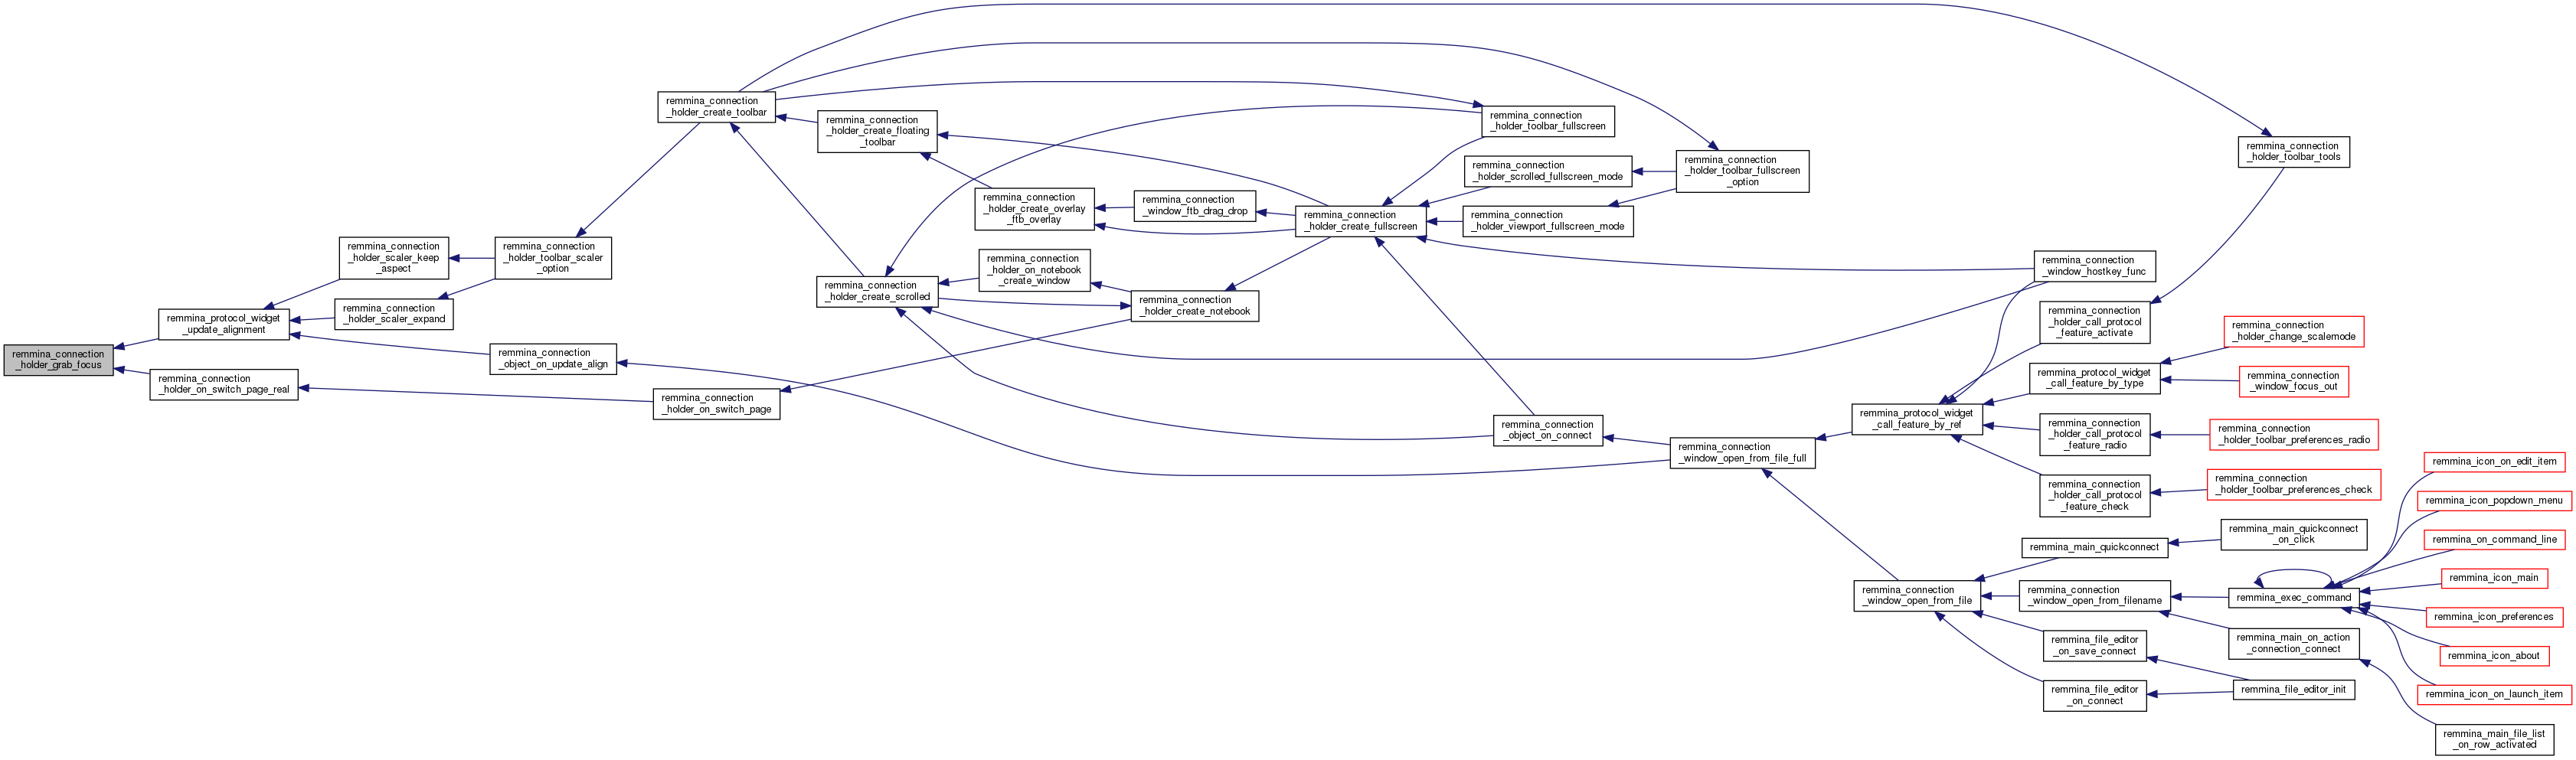 remmina_connection
_holder_grab_focus
remmina_protocol_widget
_update_alignment
remmina_connection
_holder_on_switch_page_real
remmina_connection
_holder_scaler_keep
_aspect
remmina_connection
_holder_scaler_expand
remmina_connection
_holder_toolbar_scaler
_option
remmina_connection
_object_on_update_align
remmina_connection
_holder_create_toolbar
remmina_connection
_holder_on_switch_page
remmina_connection
_holder_create_floating
_toolbar
remmina_connection
_holder_create_scrolled
remmina_connection
_holder_create_overlay
_ftb_overlay
remmina_connection
_holder_on_notebook
_create_window
remmina_connection
_window_ftb_drag_drop
remmina_connection
_holder_create_notebook
remmina_connection
_holder_create_fullscreen
remmina_connection
_holder_toolbar_fullscreen
remmina_connection
_holder_scrolled_fullscreen_mode
remmina_connection
_holder_viewport_fullscreen_mode
remmina_connection
_object_on_connect
remmina_connection
_holder_toolbar_fullscreen
_option
remmina_connection
_window_open_from_file_full
remmina_protocol_widget
_call_feature_by_ref
remmina_connection
_window_open_from_file
remmina_connection
_window_hostkey_func
remmina_connection
_holder_call_protocol
_feature_activate
remmina_protocol_widget
_call_feature_by_type
remmina_connection
_holder_call_protocol
_feature_radio
remmina_connection
_holder_call_protocol
_feature_check
remmina_main_quickconnect
remmina_connection
_window_open_from_filename
remmina_file_editor
_on_save_connect
remmina_file_editor
_on_connect
remmina_connection
_holder_toolbar_tools
remmina_connection
_holder_change_scalemode
remmina_connection
_window_focus_out
remmina_connection
_holder_toolbar_preferences_radio
remmina_connection
_holder_toolbar_preferences_check
remmina_main_quickconnect
_on_click
remmina_exec_command
remmina_main_on_action
_connection_connect
remmina_file_editor_init
remmina_icon_on_edit_item
remmina_icon_popdown_menu
remmina_on_command_line
remmina_icon_main
remmina_icon_preferences
remmina_icon_about
remmina_icon_on_launch_item
remmina_main_file_list
_on_row_activated